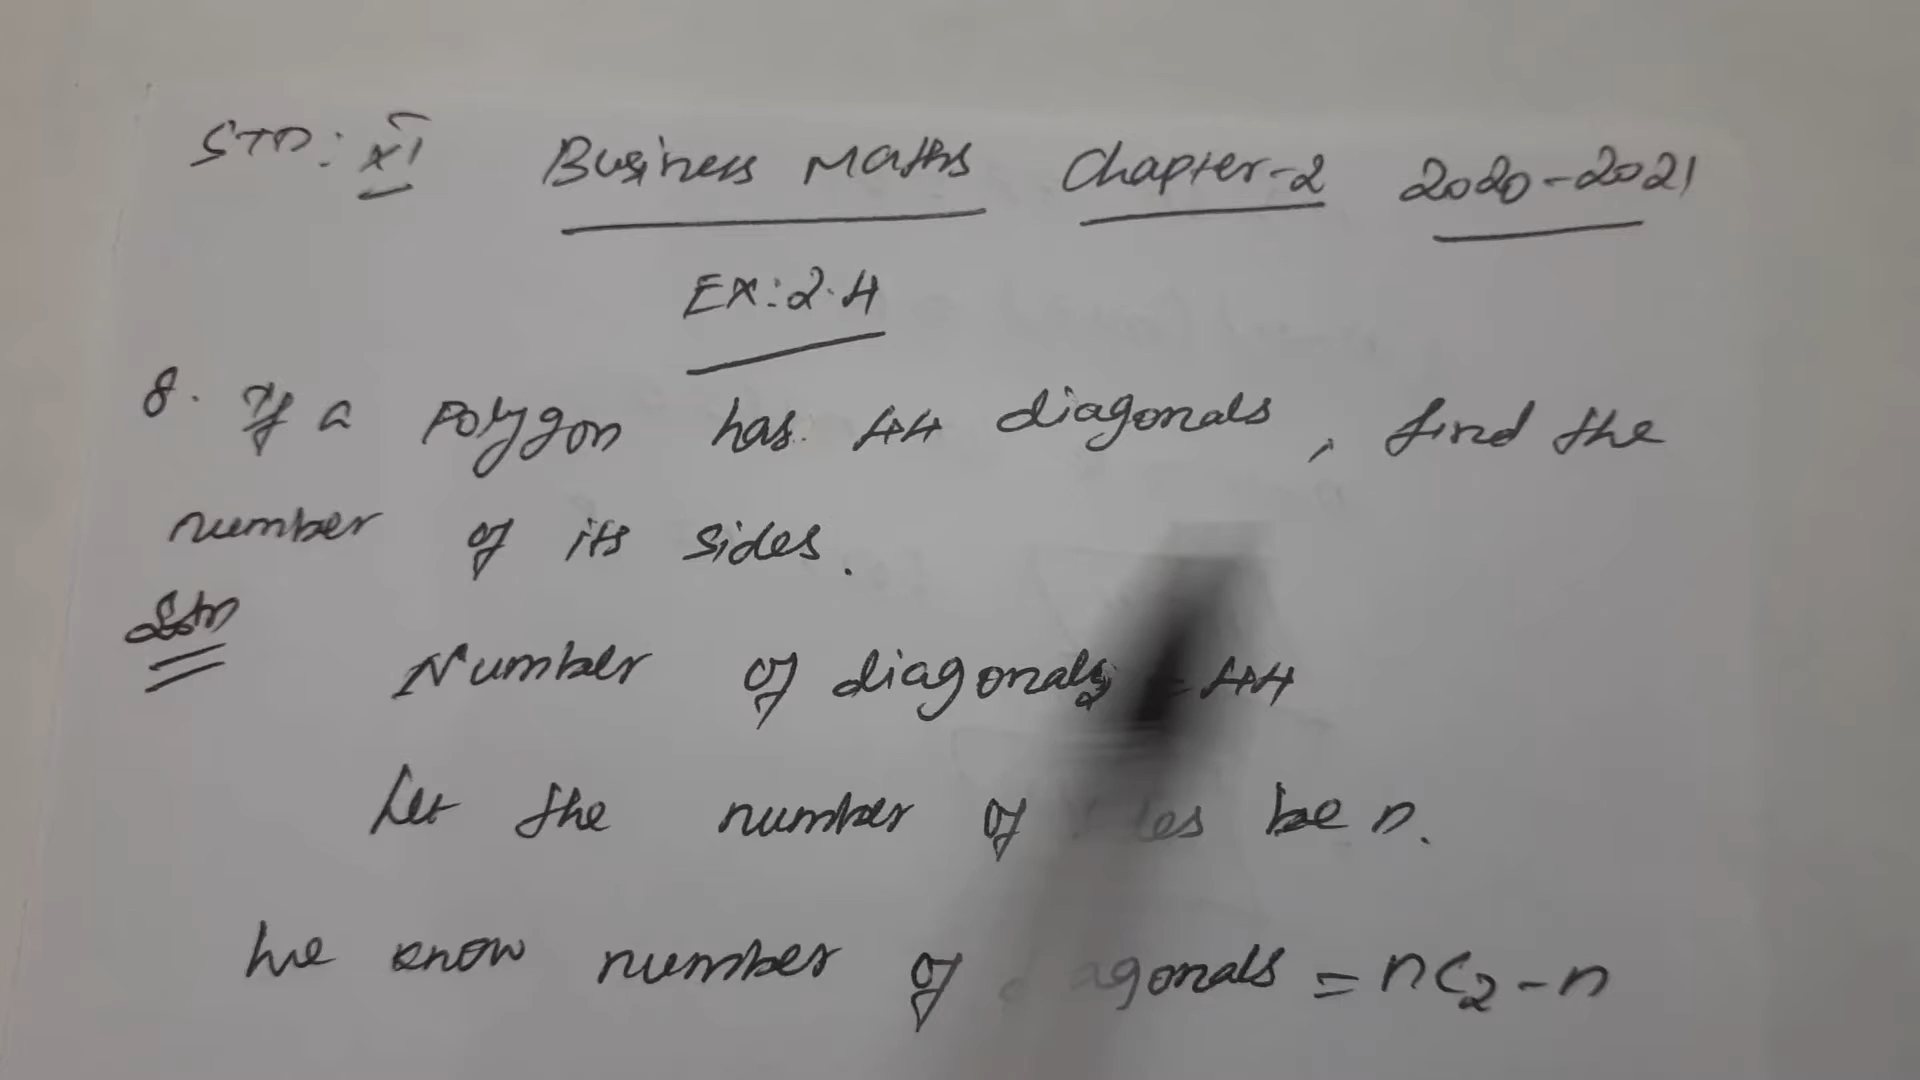 STD: XI Business Maths Chapter-2 2020-2021
EX: 2.4
8. If a Polygon has 44 diagonals, find the
number of its sides.
Soln
Number of diagonals = 44
Let the number of be n.
We know number of diagonals = nC2 - n